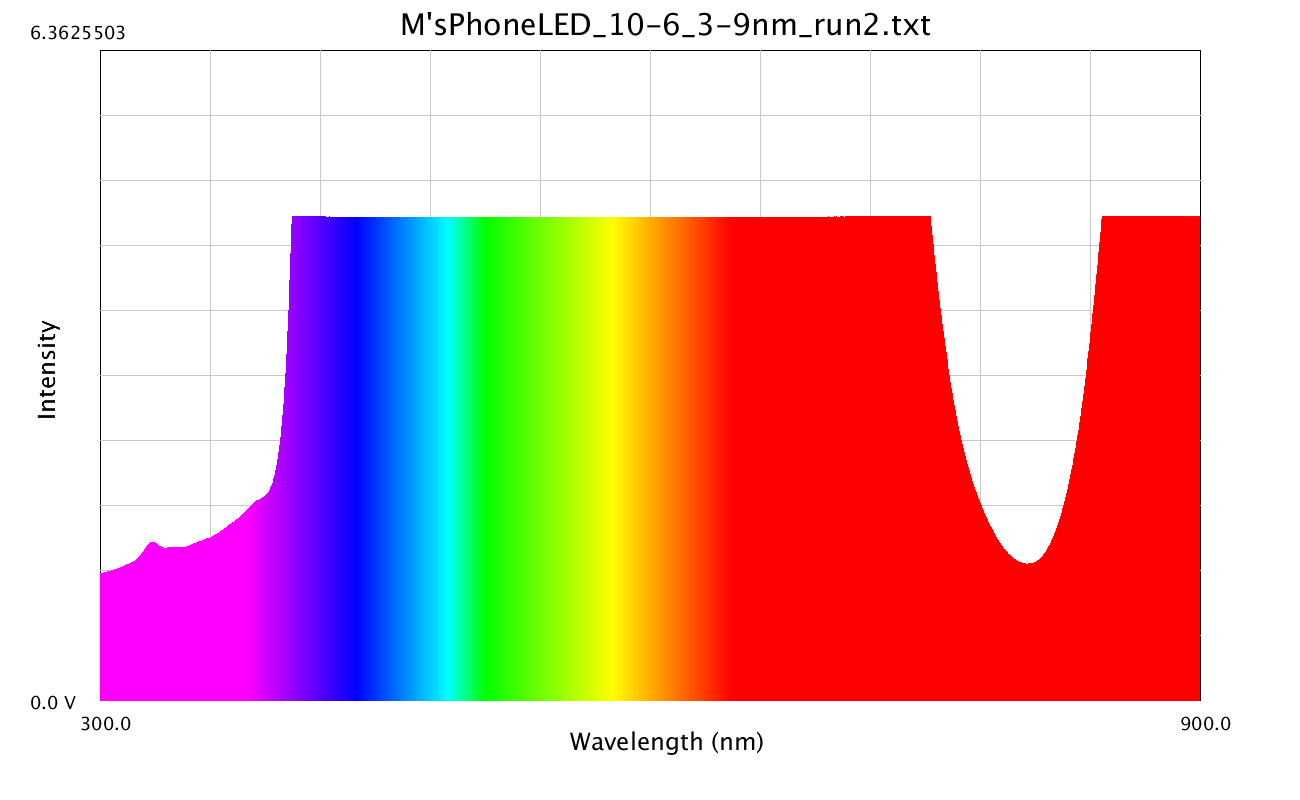 M'sPhoneLED_10-6_3-9nm_run2.txt
6.3625503
Intensity
0.0 V
300.0
900.0
Wavelength (nm)